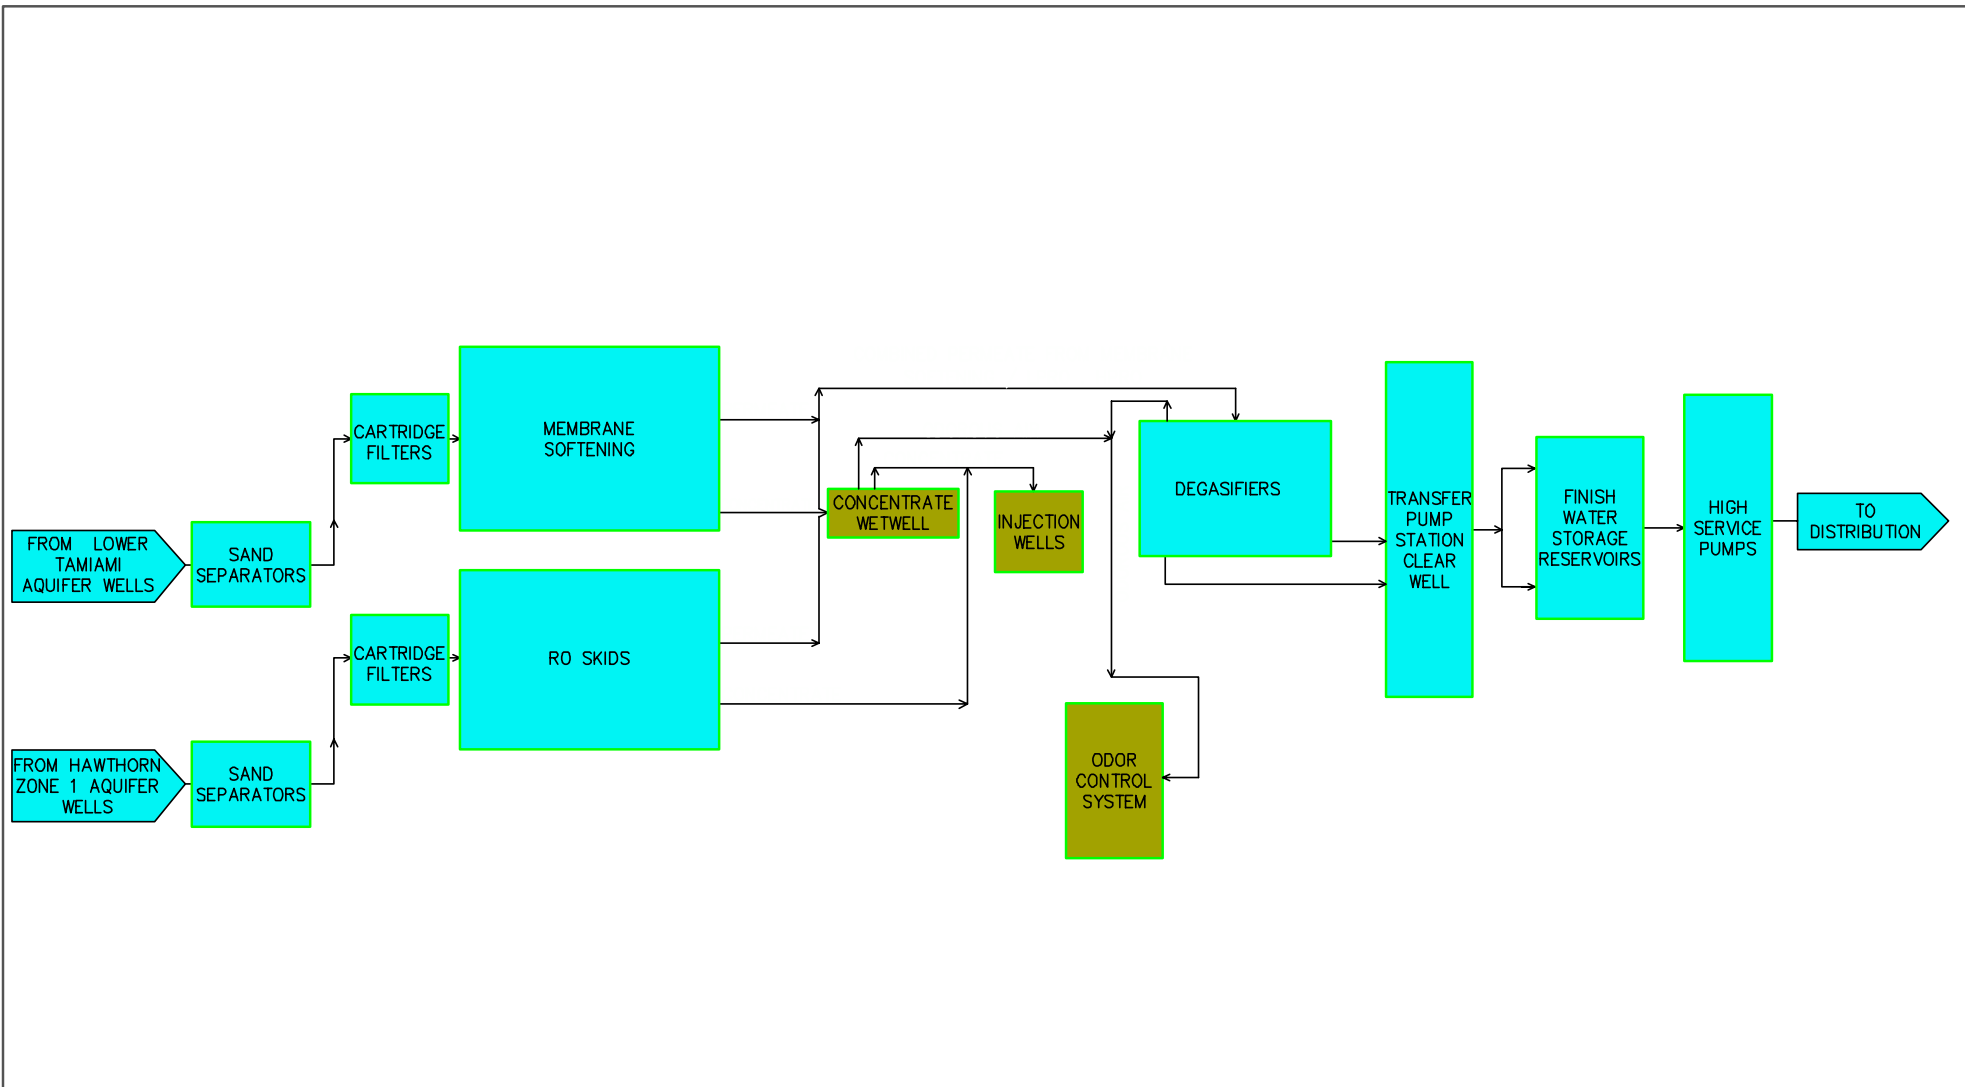 FROM LOWER
TAMIAMI
AQUIFER WELLS
SAND
SEPARATORS
CARTRIDGE
FILTERS
MEMBRANE
SOFTENING
FROM HAWTHORN
ZONE 1 AQUIFER
WELLS
SAND
SEPARATORS
CARTRIDGE
FILTERS
RO SKIDS
CONCENTRATE
WETWELL
INJECTION
WELLS
DEGASIFIERS
ODOR
CONTROL
SYSTEM
TRANSFER
PUMP
STATION
CLEAR
WELL
FINISH
WATER
STORAGE
RESERVOIRS
HIGH
SERVICE
PUMPS
TO
DISTRIBUTION